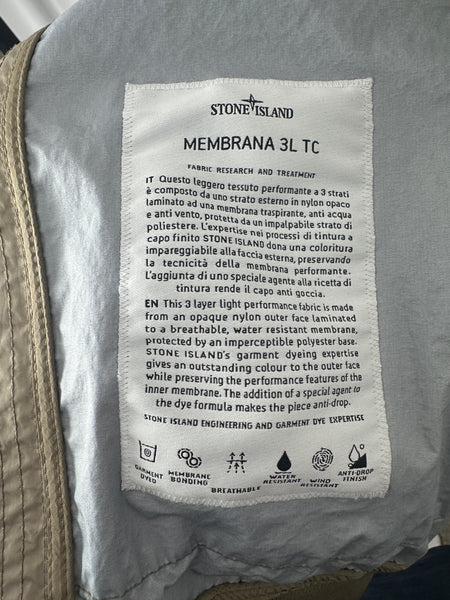 STONE ISLAND
MEMBRANA 3L TC
FABRIC RESEARCH AND TREATMENT
IT Questo leggero tessuto performante a 3 strati
è composto da uno strato esterno in nylon opaco
laminato ad una membrana traspirante, anti acqua
e anti vento, protetta da un impalpabile strato di
poliestere. L'expertise nei processi di tintura a
capo finito STONE ISLAND dona una coloritura
impareggiabile alla faccia esterna, preservando
la tecnicità della membrana performante.
L'aggiunta di uno speciale agente alla ricetta di
tintura rende il capo anti goccia.
EN This 3 layer light performance fabric is made
from an opaque nylon outer face laminated
to a breathable, water resistant membrane,
protected by an imperceptible polyester base.
STONE ISLAND's garment dyeing expertise
gives an outstanding colour to the outer face
while preserving the performance features of the
inner membrane. The addition of a special agent to
the dye formula makes the piece anti-drop.
STONE ISLAND ENGINEERING AND GARMENT DYE EXPERTISE
GARMENT DYED
MEMBRANE BONDING
BREATHABLE
WATER RESISTANT
WIND RESISTANT
ANTI-DROP FINISH